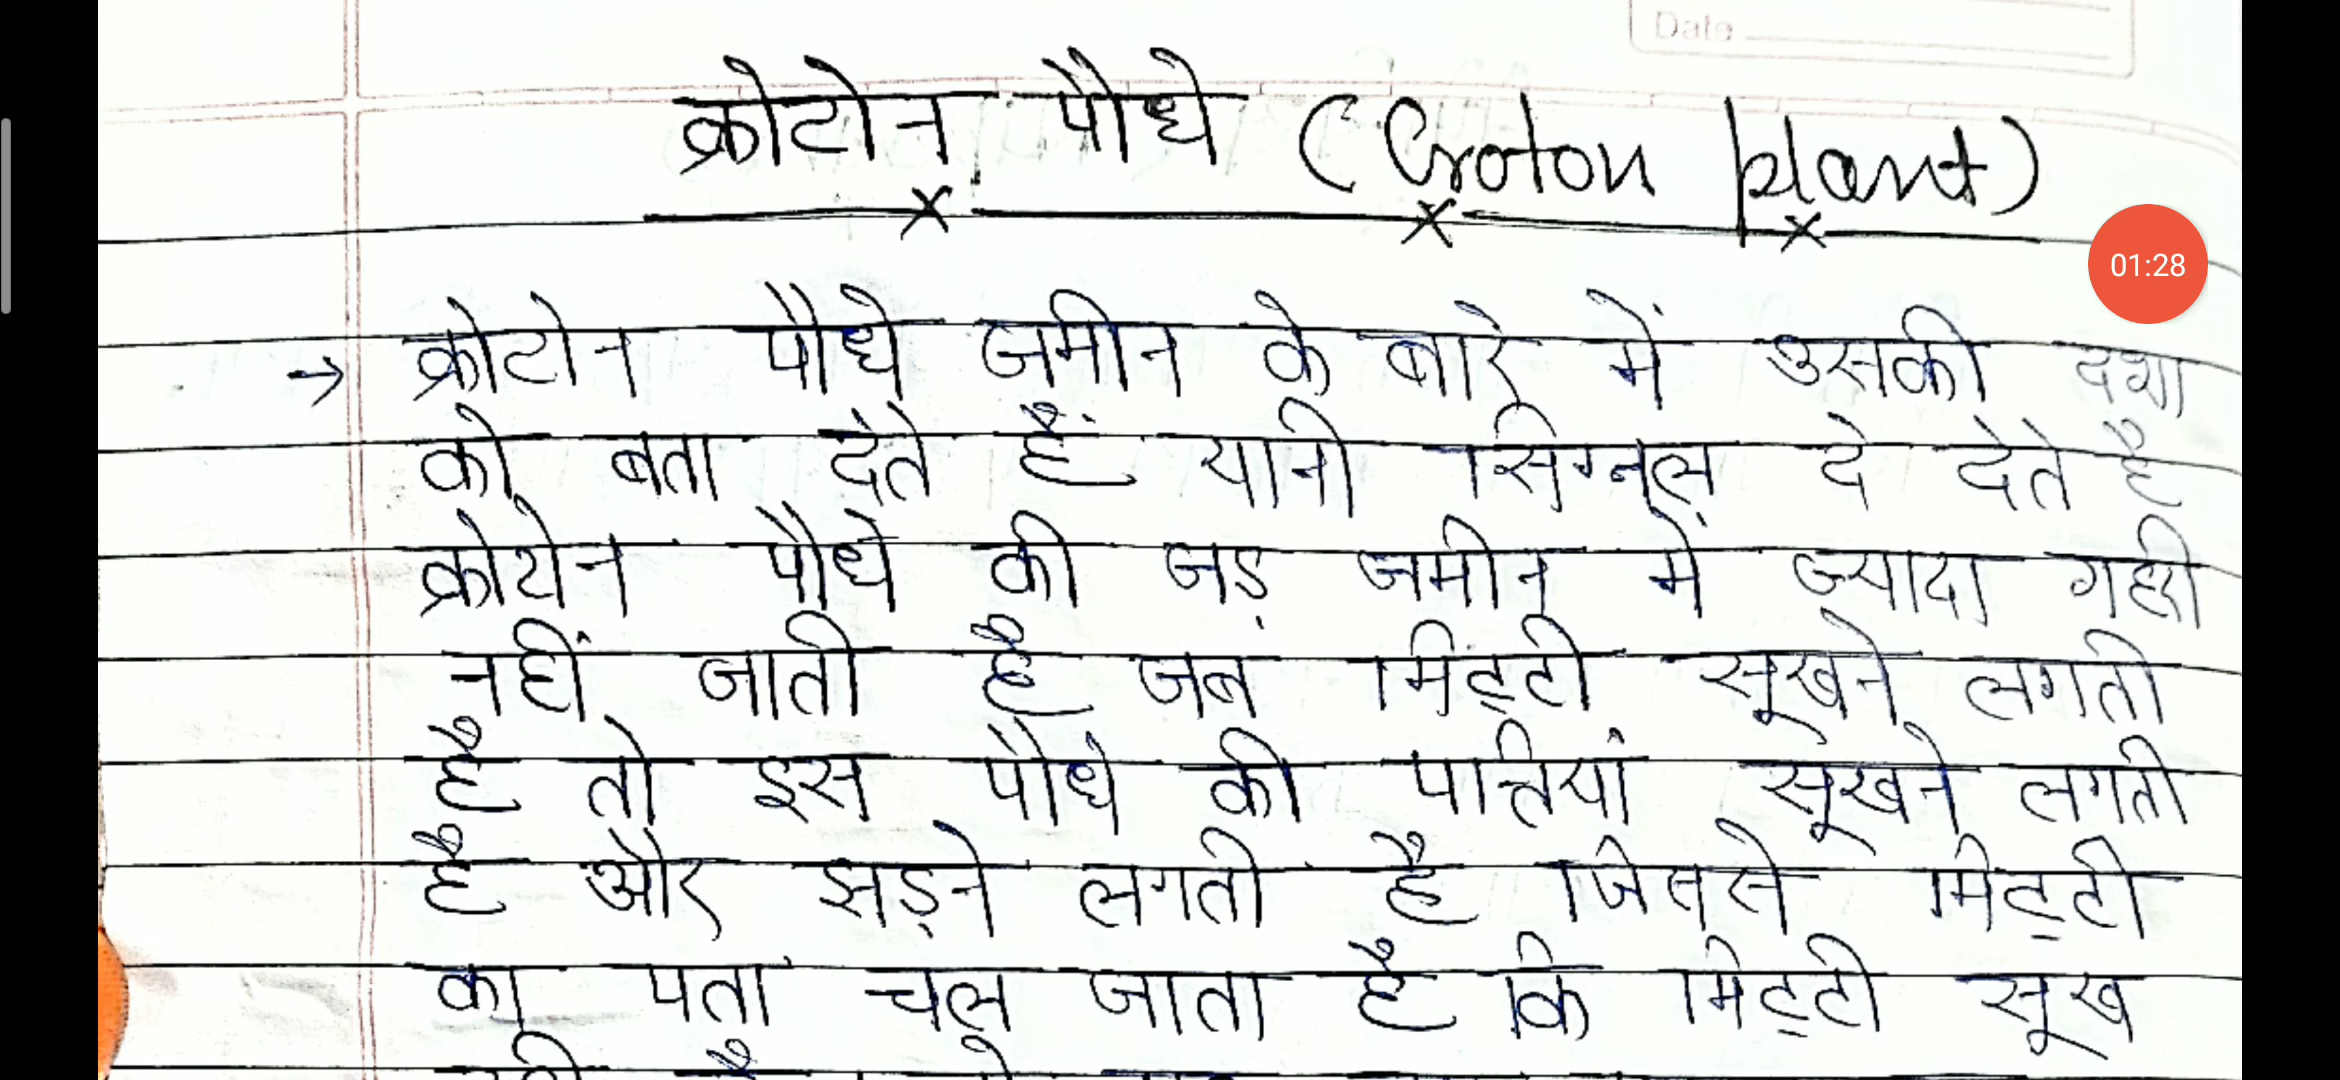 Date
क्रोटोन पौधे (Croton plant)
01:28
→ क्रोटोन पौधे जमीन के बारे में उसकी दशा
को बता देते हैं यानी सिग्नल दे देते है
क्रोटोन पौधे की जड़ जमीन में ज्यादा गहरी
नहीं जाती है जब मिट्टी सूखने लगती
है तो इस पौधे की पत्तियां सूखने लगती
है और सड़ने लगती है जिससे मिट्टी
का पता चल जाता है कि मिट्टी सूख